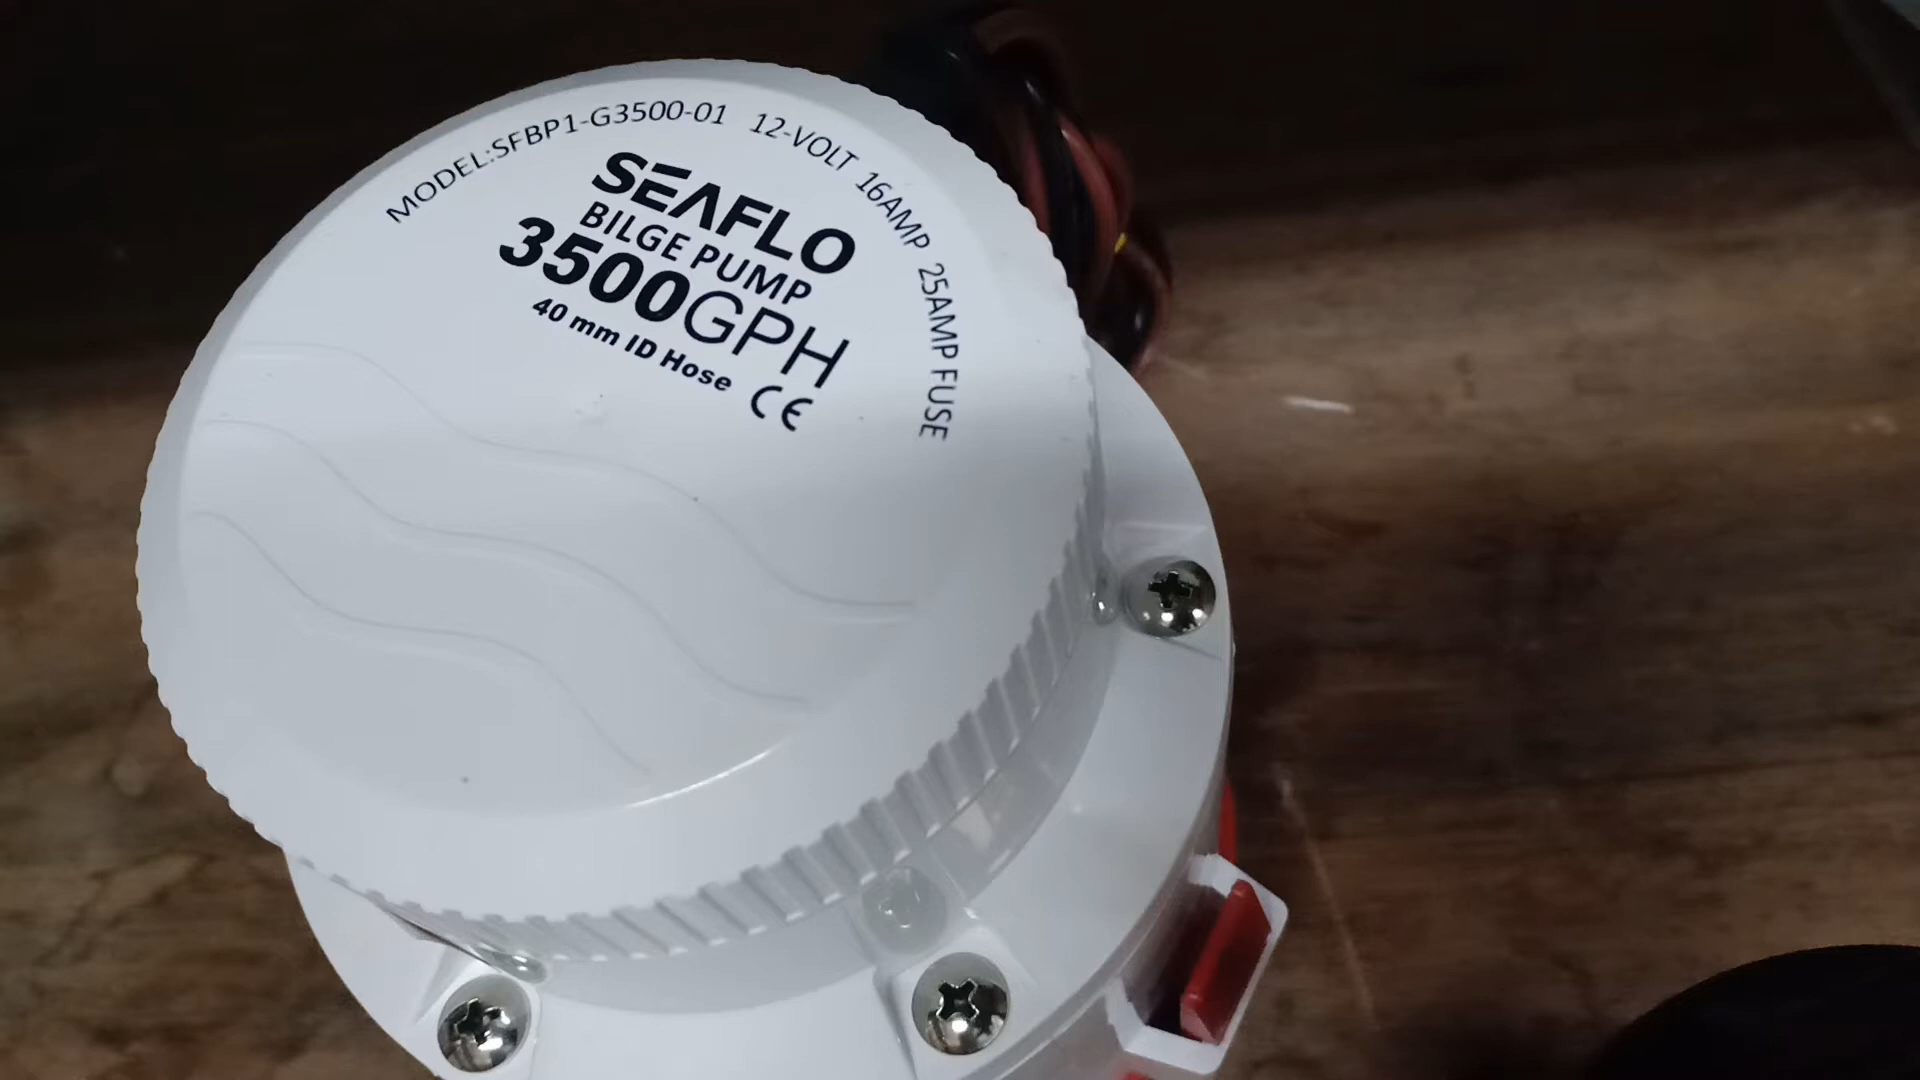 MODEL:SFBP1-G3500-01 12-VOLT 16AMP 25AMP FUSE
SEAFLO
BILGE PUMP
3500GPH
40 mm ID Hose CE